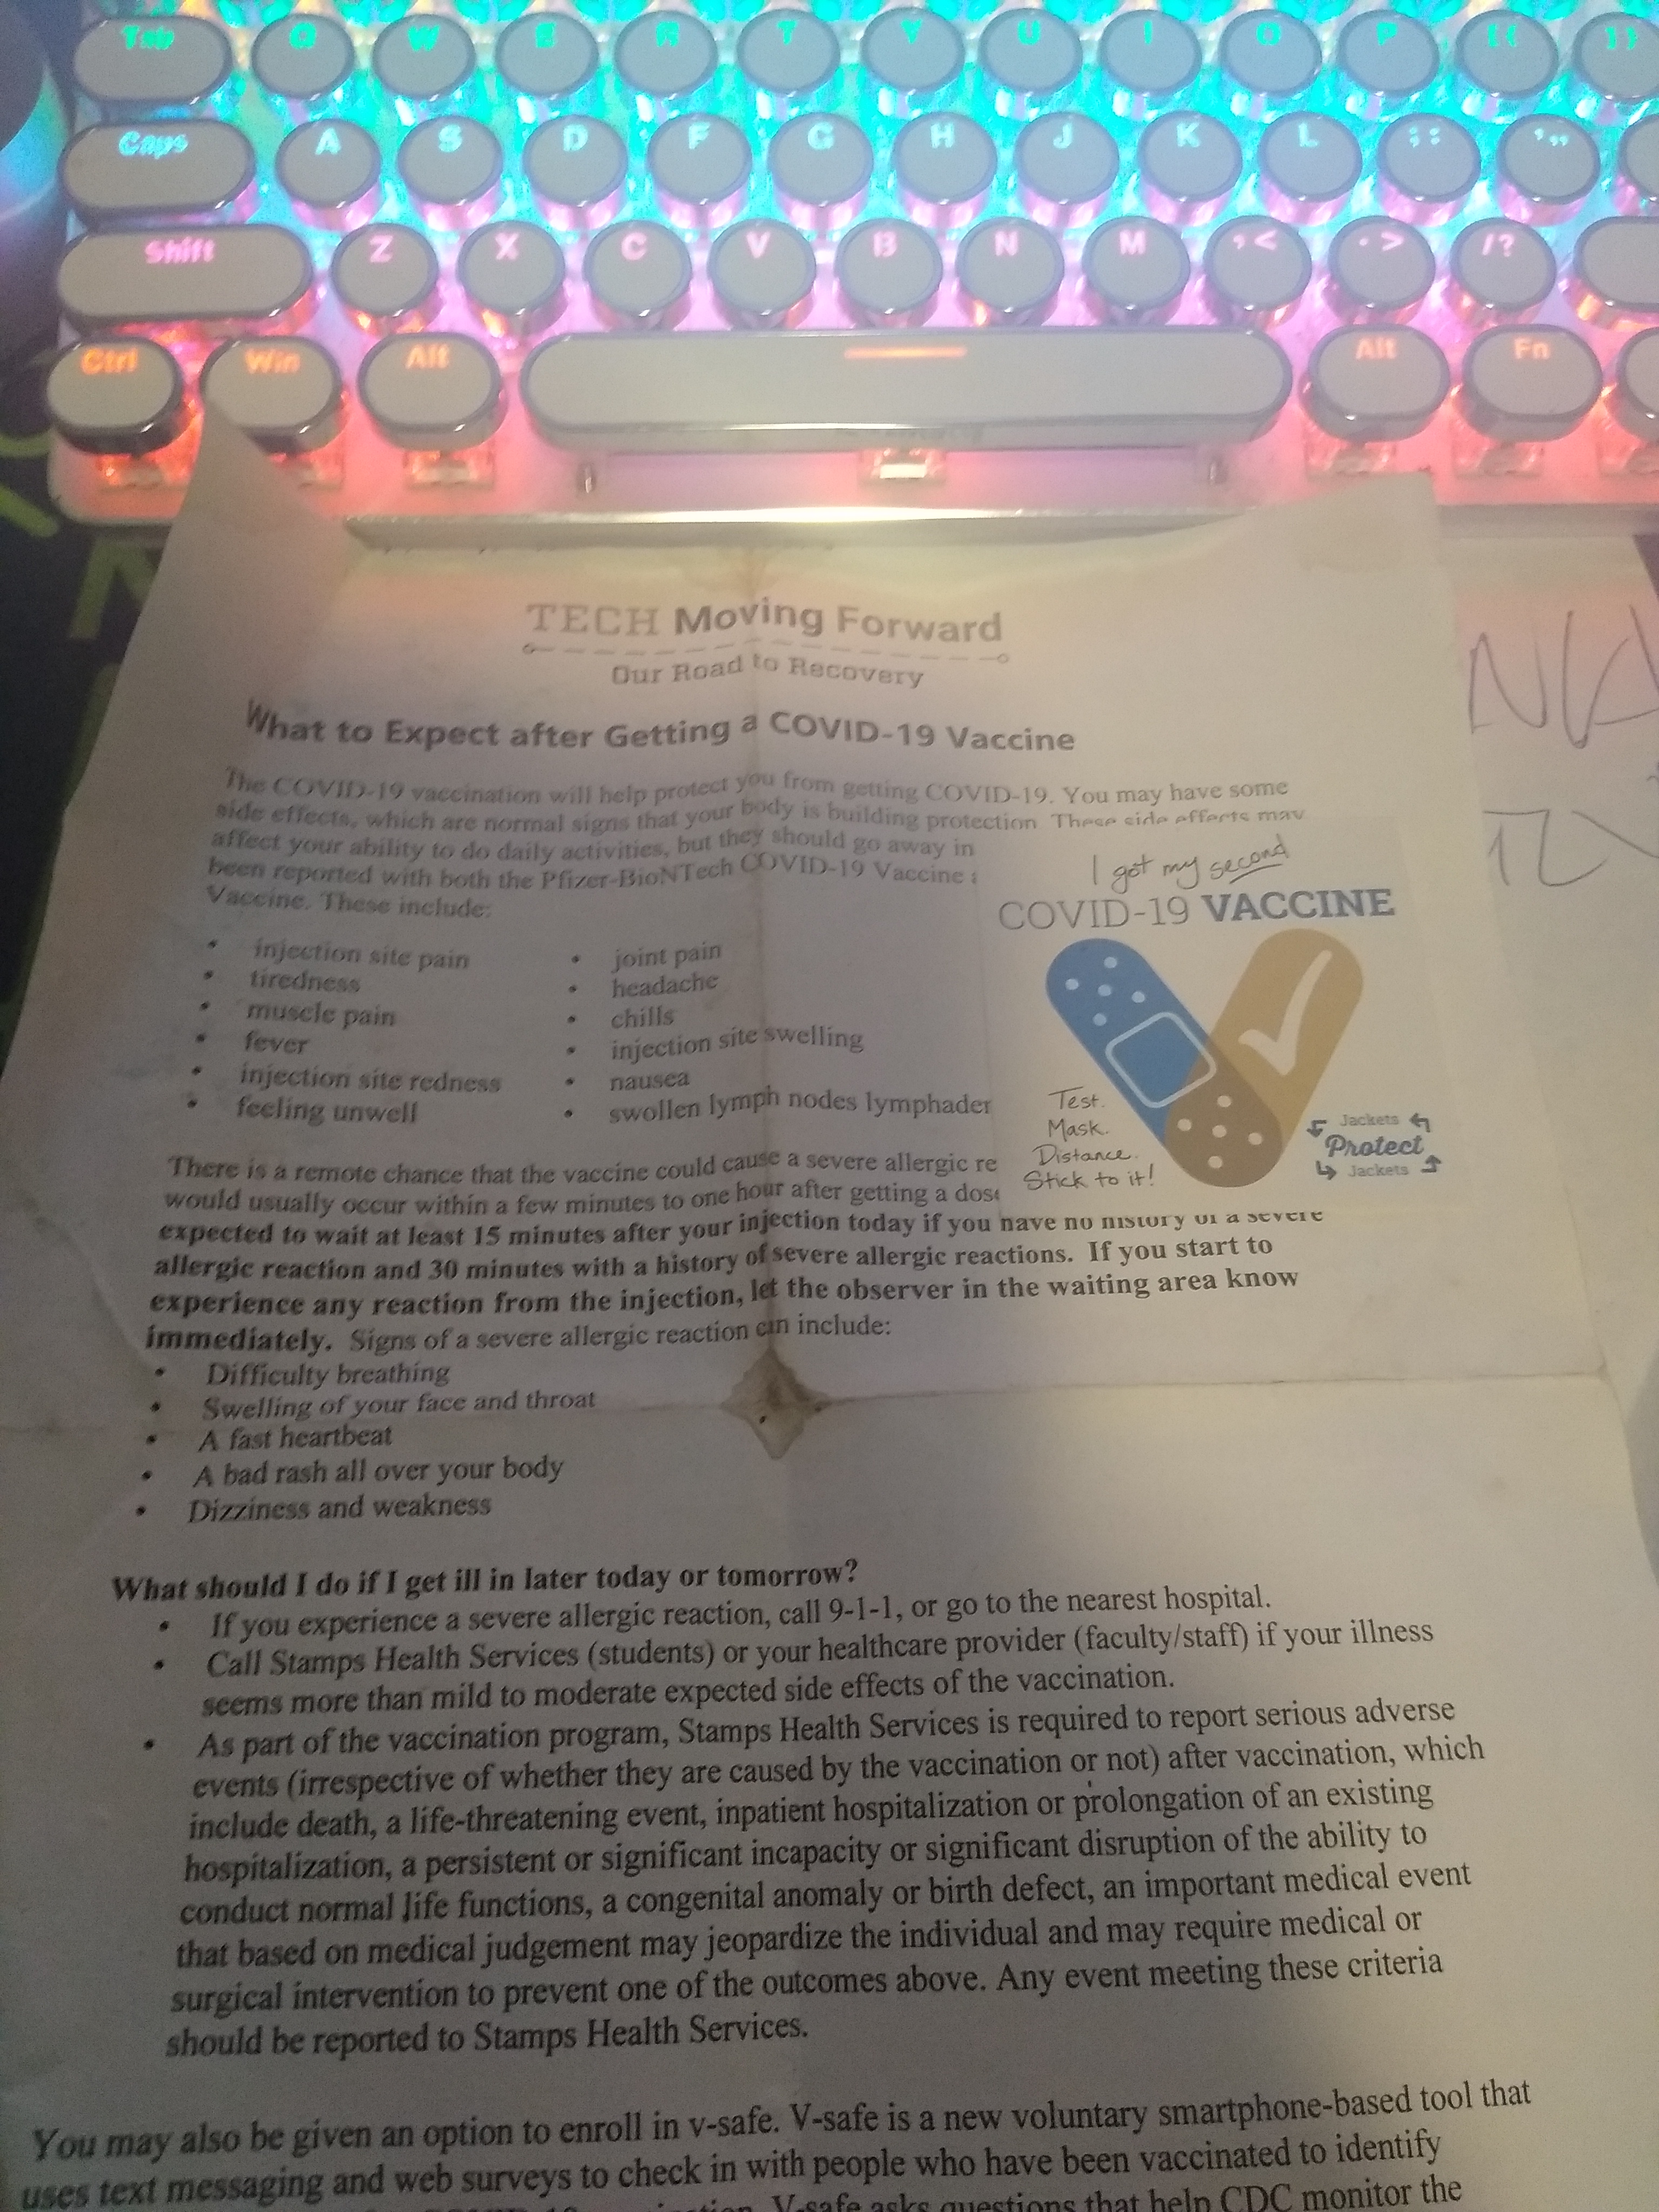 Tab Q W E R T Y U I O P [{ ]}
Caps A S D F G H J K L ;: '"
Shift Z X C V B N M ,< .> /?
Ctrl Win Alt Alt Fn
TECH Moving Forward
Our Road to Recovery
What to Expect after Getting a COVID-19 Vaccine
The COVID-19 vaccination will help protect you from getting COVID-19. You may have some
side effects, which are normal signs that your body is building protection. These side effects may
affect your ability to do daily activities, but they should go away in
been reported with both the Pfizer-BioNTech COVID-19 Vaccine
Vaccine. These include:
• injection site pain
• tiredness
• muscle pain
• fever
• injection site redness
• feeling unwell
• joint pain
• headache
• chills
• injection site swelling
• nausea
• swollen lymph nodes lymphader
I got my second
COVID-19 VACCINE
Test.
Mask.
Distance.
Stick to it!
Jackets
Protect
Jackets
There is a remote chance that the vaccine could cause a severe allergic re
would usually occur within a few minutes to one hour after getting a dose
expected to wait at least 15 minutes after your injection today if you have no history of a severe
allergic reaction and 30 minutes with a history of severe allergic reactions. If you start to
experience any reaction from the injection, let the observer in the waiting area know
immediately. Signs of a severe allergic reaction can include:
• Difficulty breathing
• Swelling of your face and throat
• A fast heartbeat
• A bad rash all over your body
• Dizziness and weakness
What should I do if I get ill in later today or tomorrow?
• If you experience a severe allergic reaction, call 9-1-1, or go to the nearest hospital.
• Call Stamps Health Services (students) or your healthcare provider (faculty/staff) if your illness
seems more than mild to moderate expected side effects of the vaccination.
• As part of the vaccination program, Stamps Health Services is required to report serious adverse
events (irrespective of whether they are caused by the vaccination or not) after vaccination, which
include death, a life-threatening event, inpatient hospitalization or prolongation of an existing
hospitalization, a persistent or significant incapacity or significant disruption of the ability to
conduct normal life functions, a congenital anomaly or birth defect, an important medical event
that based on medical judgement may jeopardize the individual and may require medical or
surgical intervention to prevent one of the outcomes above. Any event meeting these criteria
should be reported to Stamps Health Services.
You may also be given an option to enroll in v-safe. V-safe is a new voluntary smartphone-based tool that
uses text messaging and web surveys to check in with people who have been vaccinated to identify
V-safe asks questions that help CDC monitor the